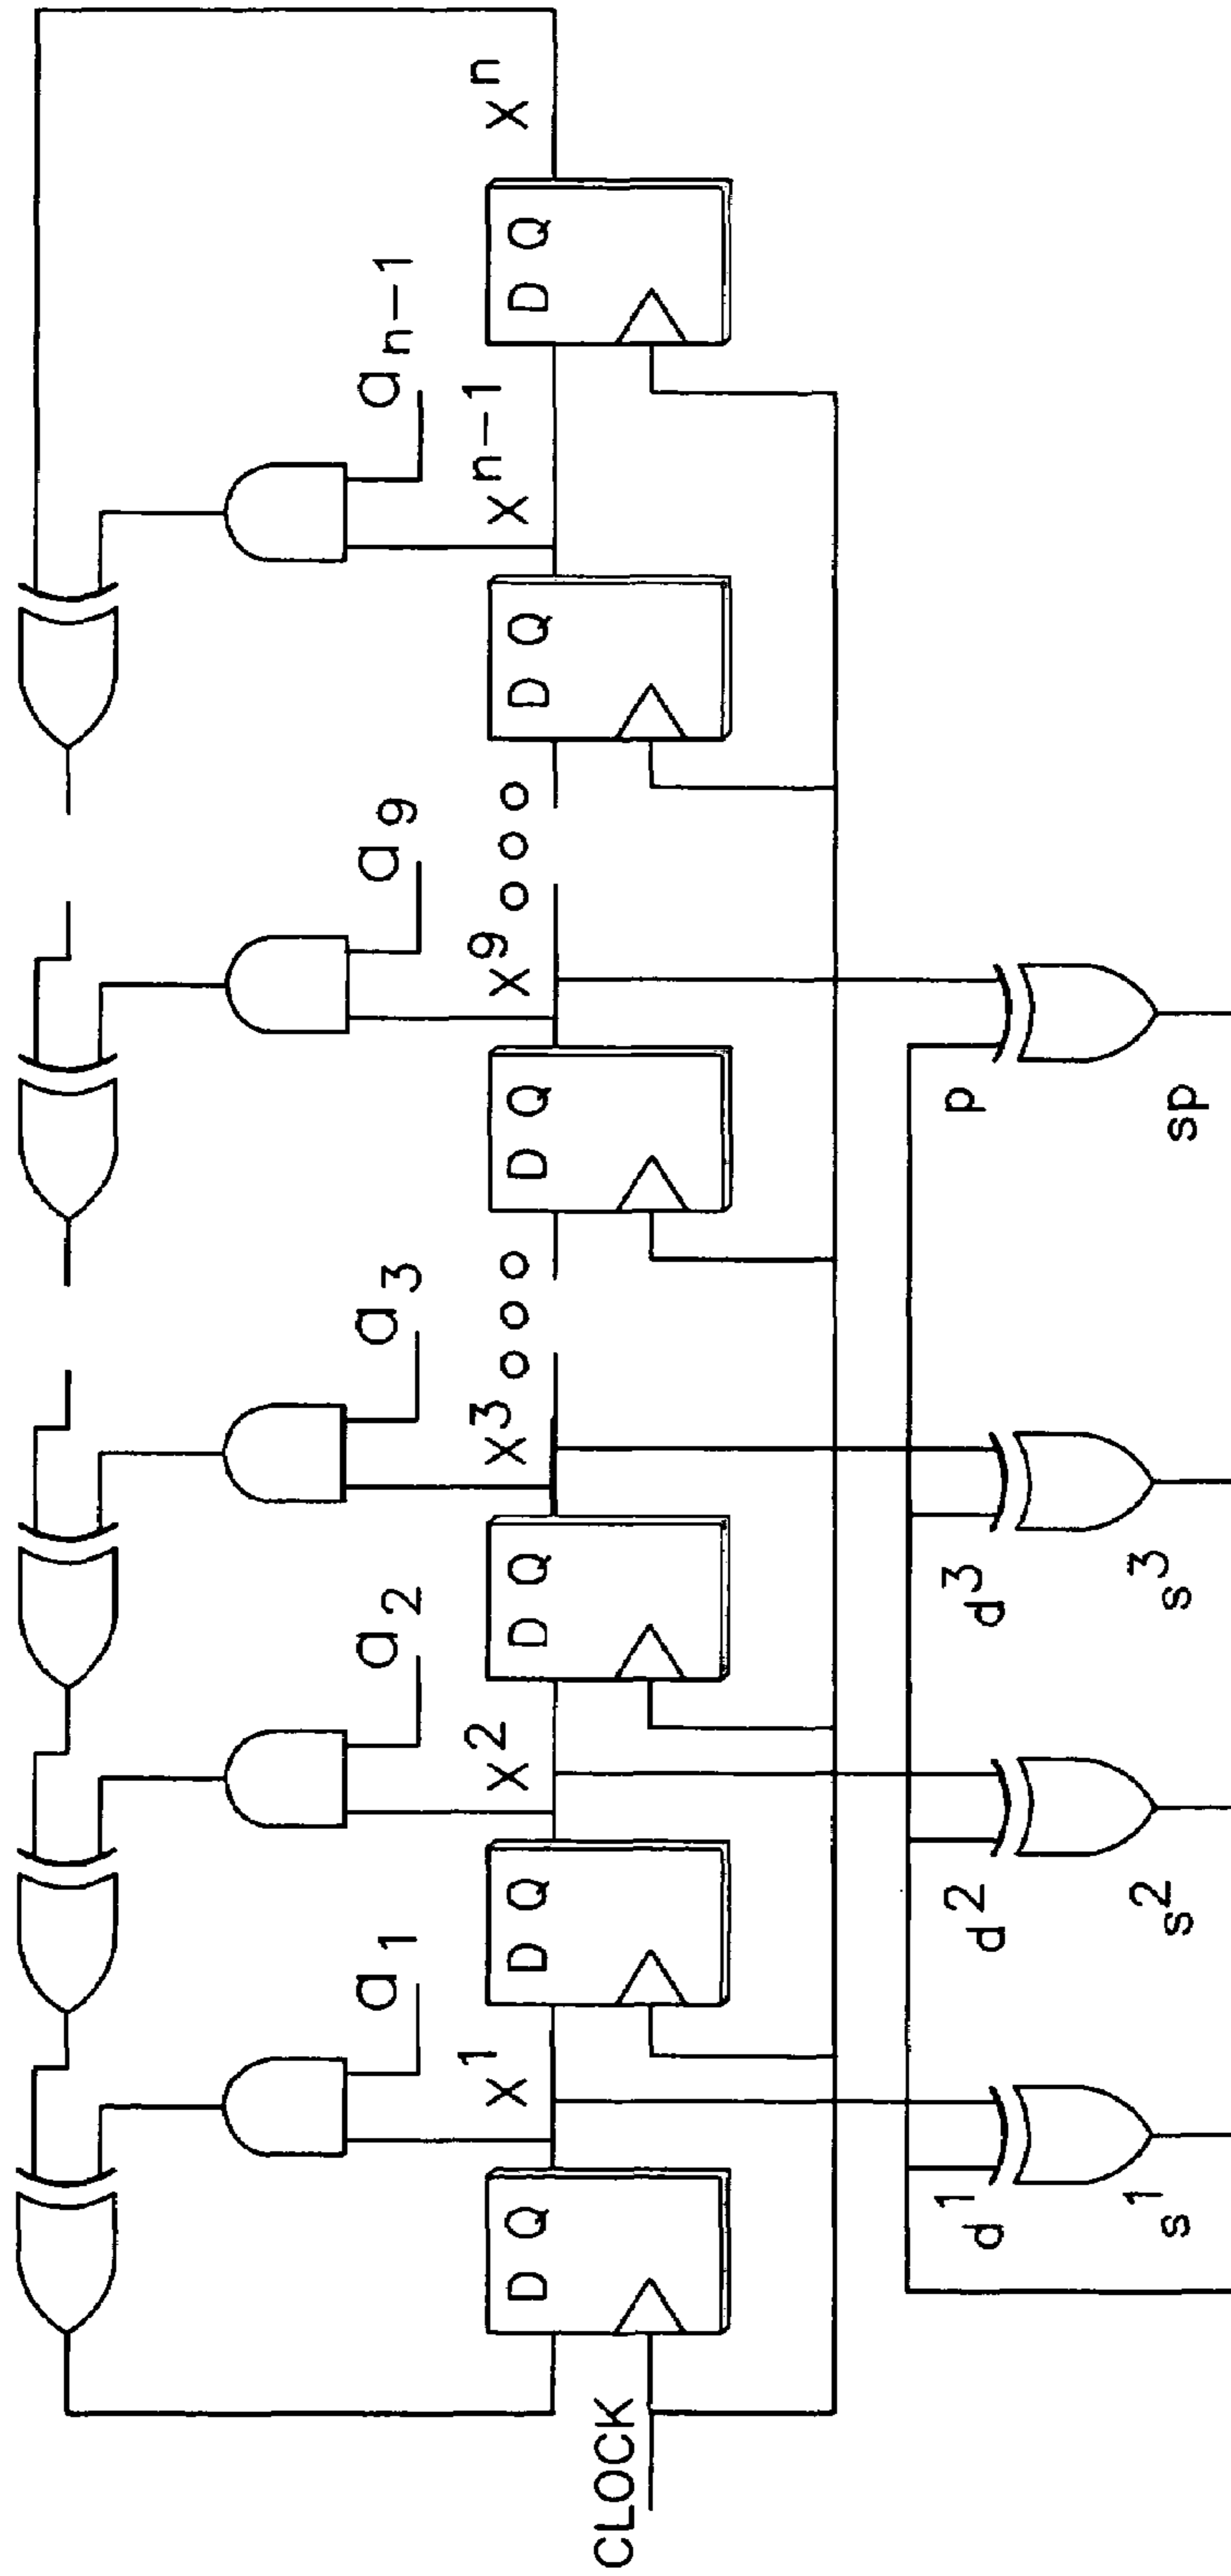 a₁ a₂ a₃ a₉ aₙ₋₁
X¹ X² X³ o o o X⁹ o o o Xⁿ⁻¹ Xⁿ
D Q D Q D Q D Q D Q D Q
CLOCK
d¹ d² d³ p
s¹ s² s³ sp